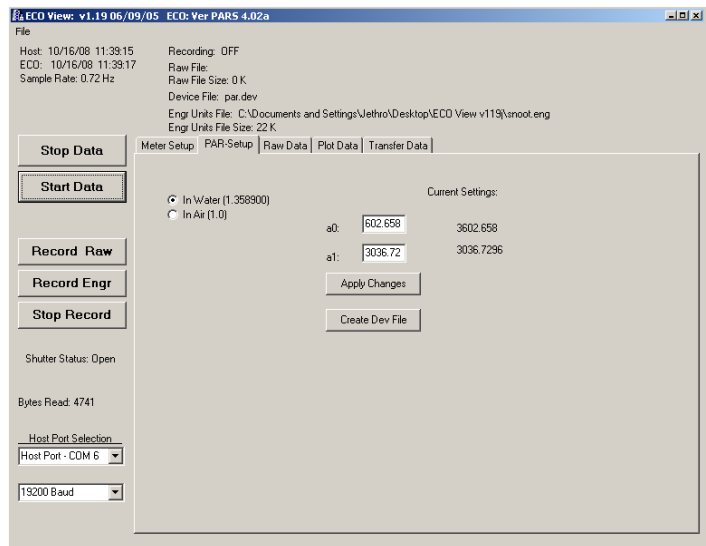 ECO View: v1.19 06/09/05 ECO: Ver PARS 4.02a
File
Host: 10/16/08 11:39:15
ECO: 10/16/08 11:39:17
Sample Rate: 0.72 Hz
Recording: OFF
Raw File:
Raw File Size: 0 K
Device File: par.dev
Engr Units File: C:\Documents and Settings\Jethro\Desktop\ECO View v119j\snoot.eng
Engr Units File Size: 22 K
Stop Data
Start Data
Record Raw
Record Engr
Stop Record
Shutter Status: Open
Bytes Read: 4741
Host Port Selection
Host Port - COM 6
19200 Baud
Meter Setup PAR-Setup Raw Data Plot Data Transfer Data
In Water (1.358900)
In Air (1.0)
Current Settings:
a0: 602.658 3602.658
a1: 3036.72 3036.7296
Apply Changes
Create Dev File